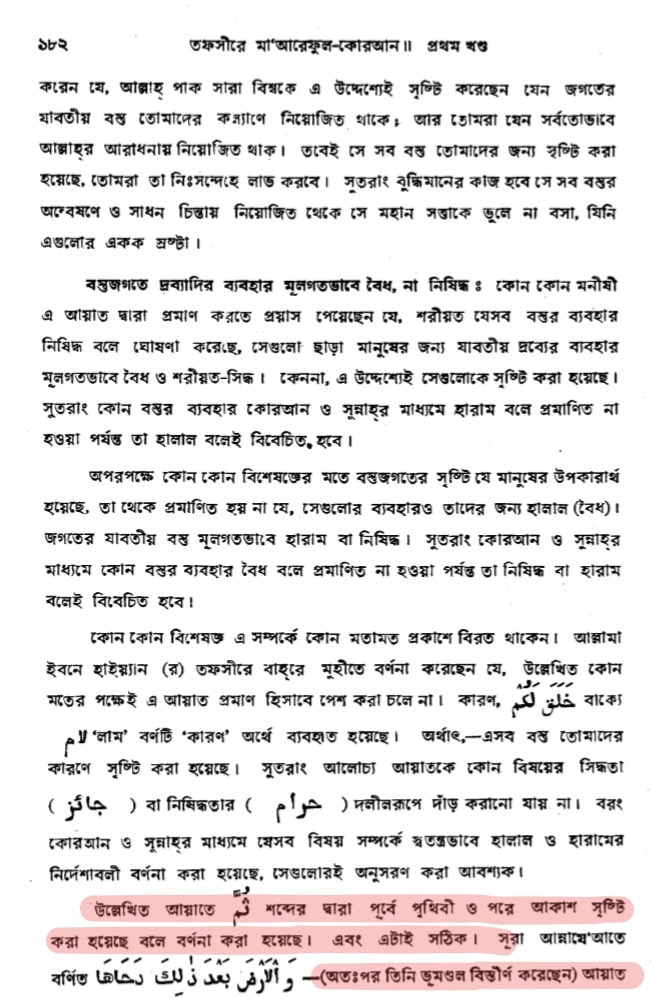 ১৮২ তফসীরে মা'আরেফুল-কোরআন॥ প্রথম খণ্ড
করেন যে, আল্লাহ্ পাক সারা বিশ্বকে এ উদ্দেশ্যেই সৃষ্টি করেছেন যেন জগতের
যাবতীয় বস্তু তোমাদের কল্যাণে নিয়োজিত থাকে; আর তোমরা যেন সর্বতোভাবে
আল্লাহ্‌র আরাধনায় নিয়োজিত থাক। তবেই সে সব বস্তু তোমাদের জন্য সৃষ্টি করা
হয়েছে, তোমরা তা নিঃসন্দেহে লাভ করবে। সুতরাং বুদ্ধিমানের কাজ হবে সে সব বস্তুর
অন্বেষণে ও সাধন চিন্তায় নিয়োজিত থেকে সে মহান সত্তাকে ভুলে না বসা, যিনি
এগুলোর একক স্রষ্টা।
বস্তুজগতে দ্রব্যাদির ব্যবহার মূলগতভাবে বৈধ, না নিষিদ্ধ : কোন কোন মনীষী
এ আয়াত দ্বারা প্রমাণ করতে প্রয়াস পেয়েছেন যে, শরীয়ত যেসব বস্তুর ব্যবহার
নিষিদ্ধ বলে ঘোষণা করেছে, সেগুলো ছাড়া মানুষের জন্য যাবতীয় দ্রব্যের ব্যবহার
মূলগতভাবে বৈধ ও শরীয়ত-সিদ্ধ। কেননা, এ উদ্দেশ্যেই সেগুলোকে সৃষ্টি করা হয়েছে।
সুতরাং কোন বস্তুর ব্যবহার কোরআন ও সুন্নাহ্‌র মাধ্যমে হারাম বলে প্রমাণিত না
হওয়া পর্যন্ত তা হালাল বলেই বিবেচিত হবে।
অপরপক্ষে কোন কোন বিশেষজ্ঞের মতে বস্তুজগতের সৃষ্টি যে মানুষের উপকারার্থ
হয়েছে, তা থেকে প্রমাণিত হয় না যে, সেগুলোর ব্যবহারও তাদের জন্য হালাল (বৈধ)।
জগতের যাবতীয় বস্তু মূলগতভাবে হারাম বা নিষিদ্ধ। সুতরাং কোরআন ও সুন্নাহ্‌র
মাধ্যমে কোন বস্তুর ব্যবহার বৈধ বলে প্রমাণিত না হওয়া পর্যন্ত তা নিষিদ্ধ বা হারাম
বলেই বিবেচিত হবে।
কোন কোন বিশেষজ্ঞ এ সম্পর্কে কোন মতামত প্রকাশে বিরত থাকেন। আল্লামা
ইবনে হাইয়্যান (র) তফসীরে বাহ্‌রে মুহীতে বর্ণনা করেছেন যে, উল্লেখিত কোন
মতের পক্ষেই এ আয়াত প্রমাণ হিসাবে পেশ করা চলে না। কারণ, خَلَقَ لَكُمْ বাক্যে
لام 'লাম' বর্ণটি 'কারণ' অর্থে ব্যবহৃত হয়েছে। অর্থাৎ,—এসব বস্তু তোমাদের
কারণে সৃষ্টি করা হয়েছে। সুতরাং আলোচ্য আয়াতকে কোন বিষয়ের সিদ্ধতা
( جائز ) বা নিষিদ্ধতার ( حرام ) দলীলরূপে দাঁড় করানো যায় না। বরং
কোরআন ও সুন্নাহ্‌র মাধ্যমে যেসব বিষয় সম্পর্কে স্বতন্ত্রভাবে হালাল ও হারামের
নির্দেশাবলী বর্ণনা করা হয়েছে, সেগুলোরই অনুসরণ করা আবশ্যক।
উল্লেখিত আয়াতে ثُمَّ শব্দের দ্বারা পূর্বে পৃথিবী ও পরে আকাশ সৃষ্টি
করা হয়েছে বলে বর্ণনা করা হয়েছে। এবং এটাই সঠিক। সূরা আন্নাযে'আতে
বর্ণিত وَ الْاَرْضَ بَعْدَ ذٰلِكَ دَحَاهَا—(অতঃপর তিনি ভূমণ্ডল বিস্তীর্ণ করেছেন) আয়াত